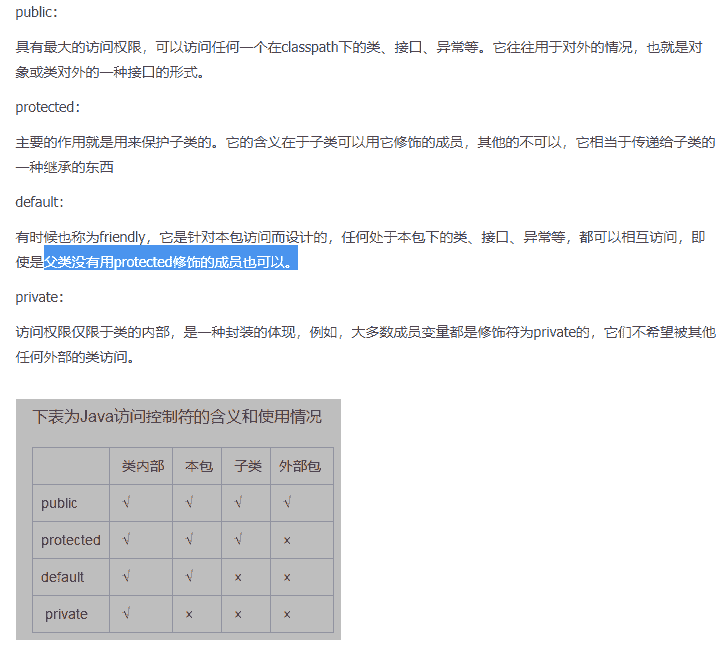 public：
具有最大的访问权限，可以访问任何一个在classpath下的类、接口、异常等。它往往用于对外的情况，也就是对
象或类对外的一种接口的形式。
protected：
主要的作用就是用来保护子类的。它的含义在于子类可以用它修饰的成员，其他的不可以，它相当于传递给子类的
一种继承的东西
default：
有时候也称为friendly，它是针对本包访问而设计的，任何处于本包下的类、接口、异常等，都可以相互访问，即
使是父类没有用protected修饰的成员也可以。
private：
访问权限仅限于类的内部，是一种封装的体现，例如，大多数成员变量都是修饰符为private的，它们不希望被其他
任何外部的类访问。
下表为Java访问控制符的含义和使用情况
类内部 本包 子类 外部包
public √ √ √ √
protected √ √ √ ×
default √ √ × ×
private √ × × ×